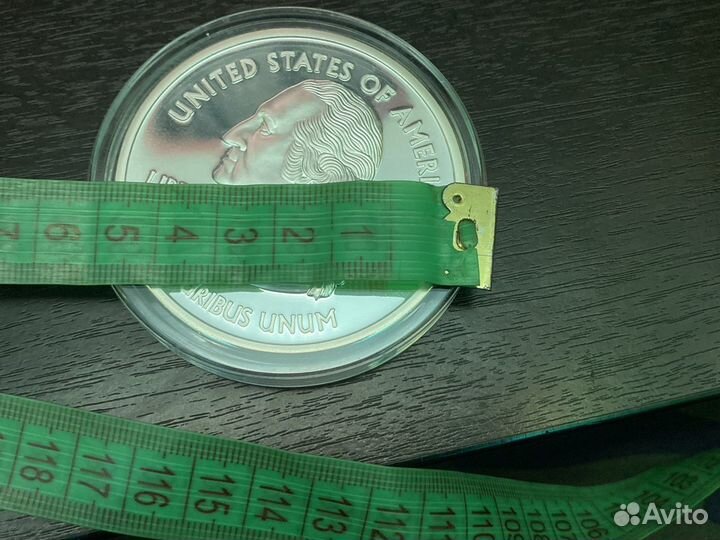 UNITED STATES OF AMERI
LIB
PLURIBUS UNUM
7 6 5 4 3 2 1
118 117 116 115 114 113 112 111 110 109 108 107 106
Avito